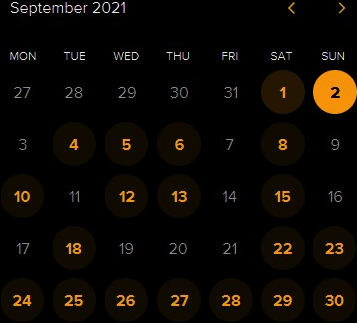 September 2021
MON TUE WED THU FRI SAT SUN
27 28 29 30 31 1 2
3 4 5 6 7 8 9
10 11 12 13 14 15 16
17 18 19 20 21 22 23
24 25 26 27 28 29 30